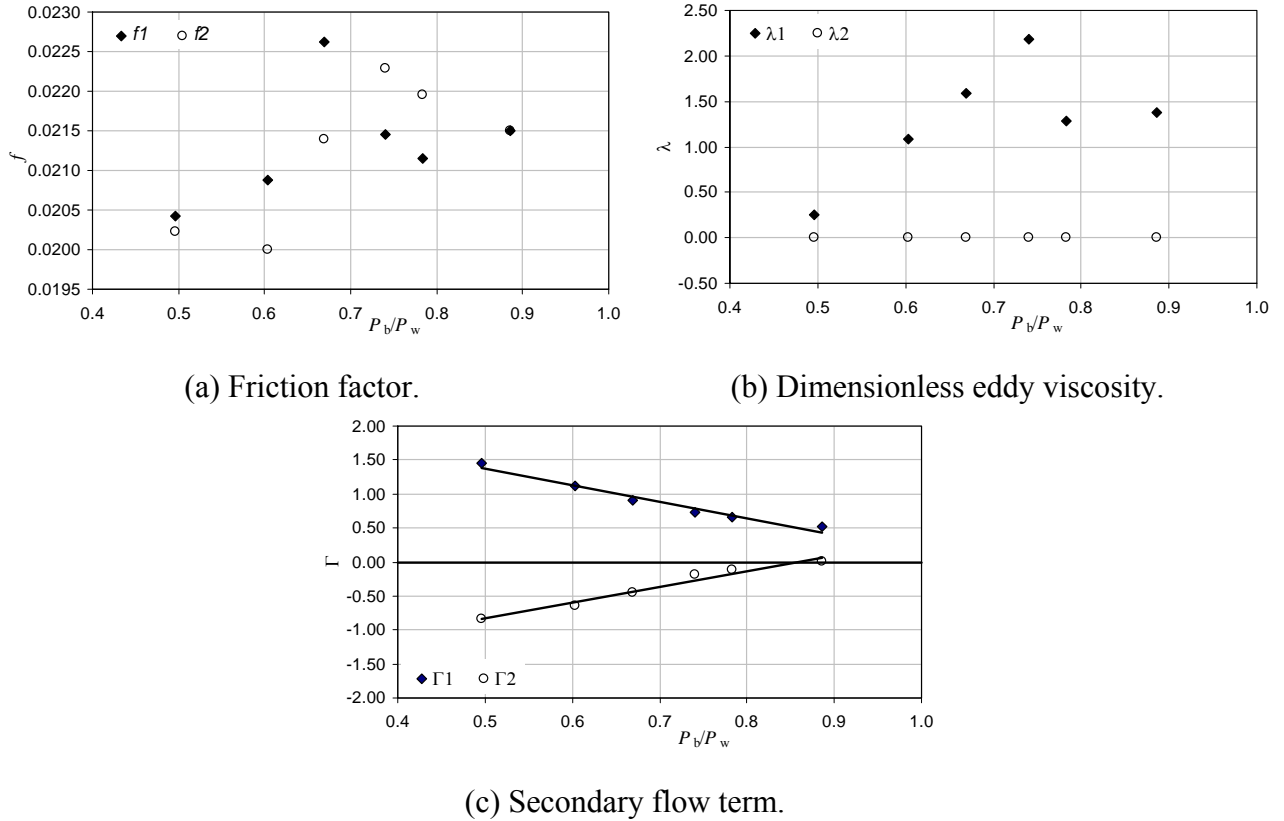 0.0230
0.0225
0.0220
0.0215
0.0210
0.0205
0.0200
0.0195
f
f1 f2
0.4 0.5 0.6 0.7 0.8 0.9 1.0
P b/P w
(a) Friction factor.
2.50
2.00
1.50
1.00
0.50
0.00
-0.50
λ
λ1 λ2
0.4 0.5 0.6 0.7 0.8 0.9 1.0
P b/P w
(b) Dimensionless eddy viscosity.
2.00
1.50
1.00
0.50
0.00
-0.50
-1.00
-1.50
-2.00
Γ
Γ1 Γ2
0.4 0.5 0.6 0.7 0.8 0.9 1.0
P b/P w
(c) Secondary flow term.